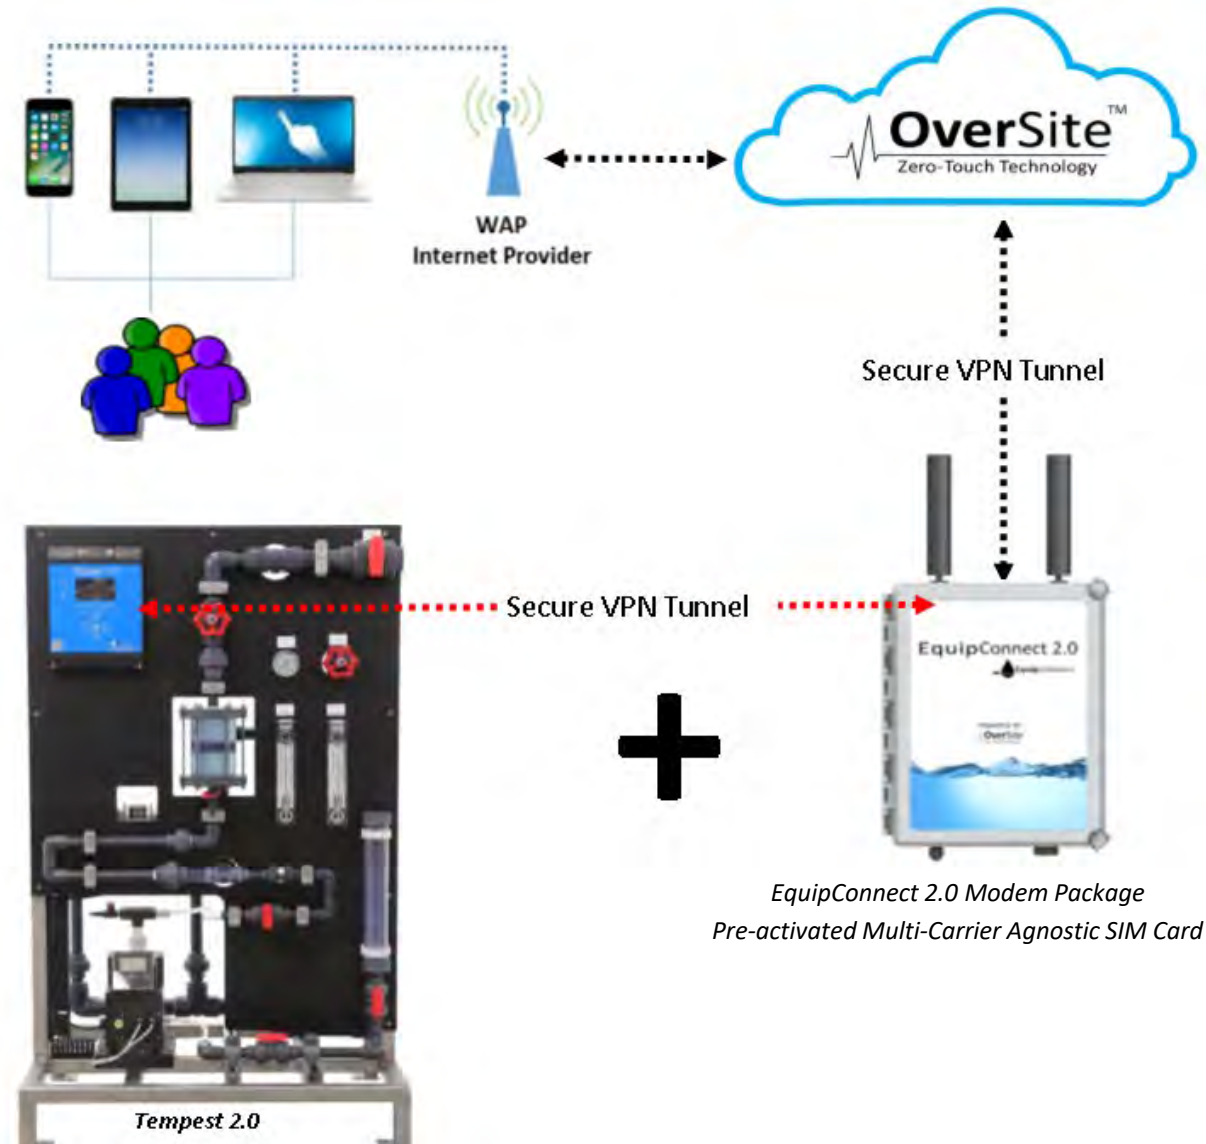 OverSite™
Zero-Touch Technology
WAP
Internet Provider
Secure VPN Tunnel
Secure VPN Tunnel
EquipConnect 2.0
OverSite
EquipConnect 2.0 Modem Package
Pre-activated Multi-Carrier Agnostic SIM Card
Tempest 2.0